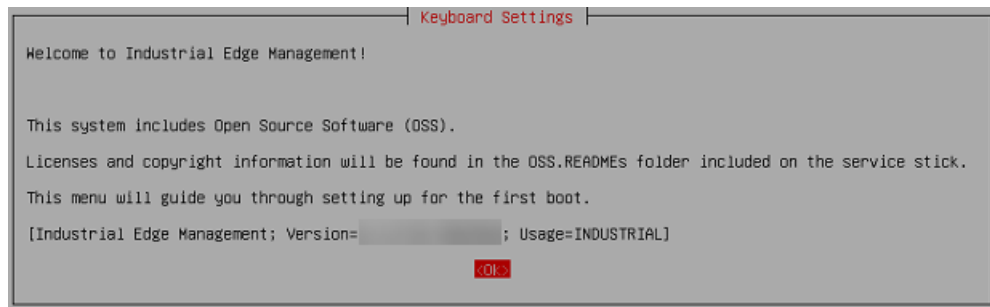 Keyboard Settings
Welcome to Industrial Edge Management!
This system includes Open Source Software (OSS).
Licenses and copyright information will be found in the OSS.READMEs folder included on the service stick.
This menu will guide you through setting up for the first boot.
[Industrial Edge Management; Version= ; Usage=INDUSTRIAL]
<Ok>